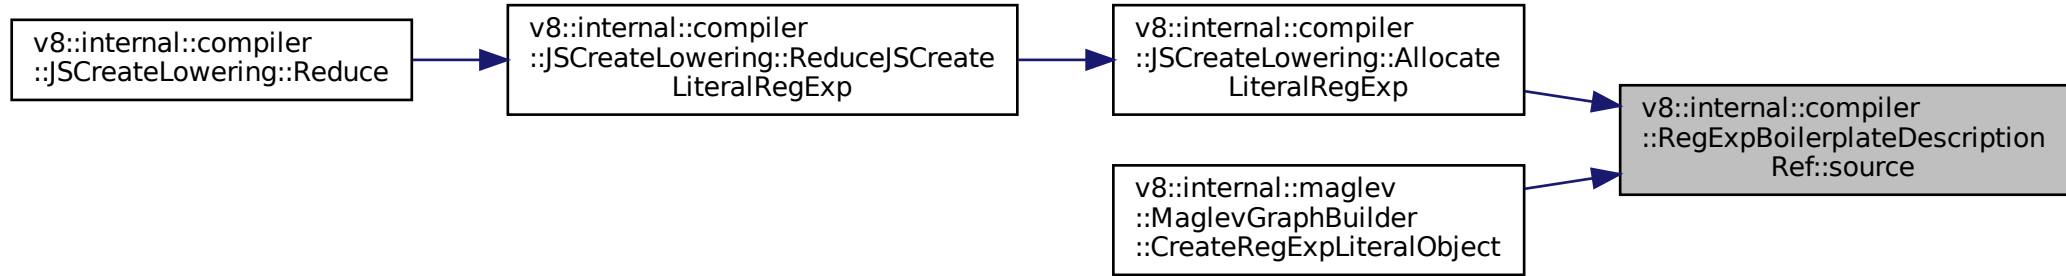 v8::internal::compiler
::JSCreateLowering::Reduce
v8::internal::compiler
::JSCreateLowering::ReduceJSCreate
LiteralRegExp
v8::internal::compiler
::JSCreateLowering::Allocate
LiteralRegExp
v8::internal::compiler
::RegExpBoilerplateDescription
Ref::source
v8::internal::maglev
::MaglevGraphBuilder
::CreateRegExpLiteralObject